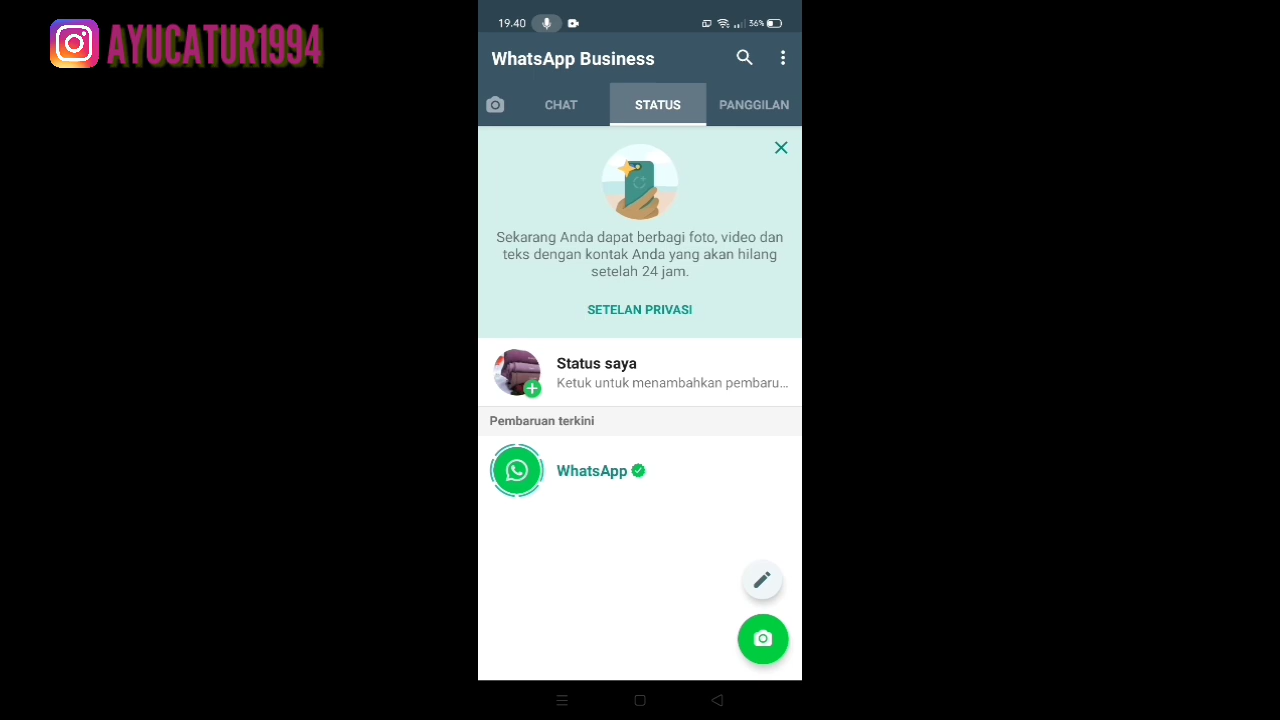 AYUCATUR1994
19.40
36%
WhatsApp Business
CHAT
STATUS
PANGGILAN
Sekarang Anda dapat berbagi foto, video dan
teks dengan kontak Anda yang akan hilang
setelah 24 jam.
SETELAN PRIVASI
Status saya
Ketuk untuk menambahkan pembaru...
Pembaruan terkini
WhatsApp